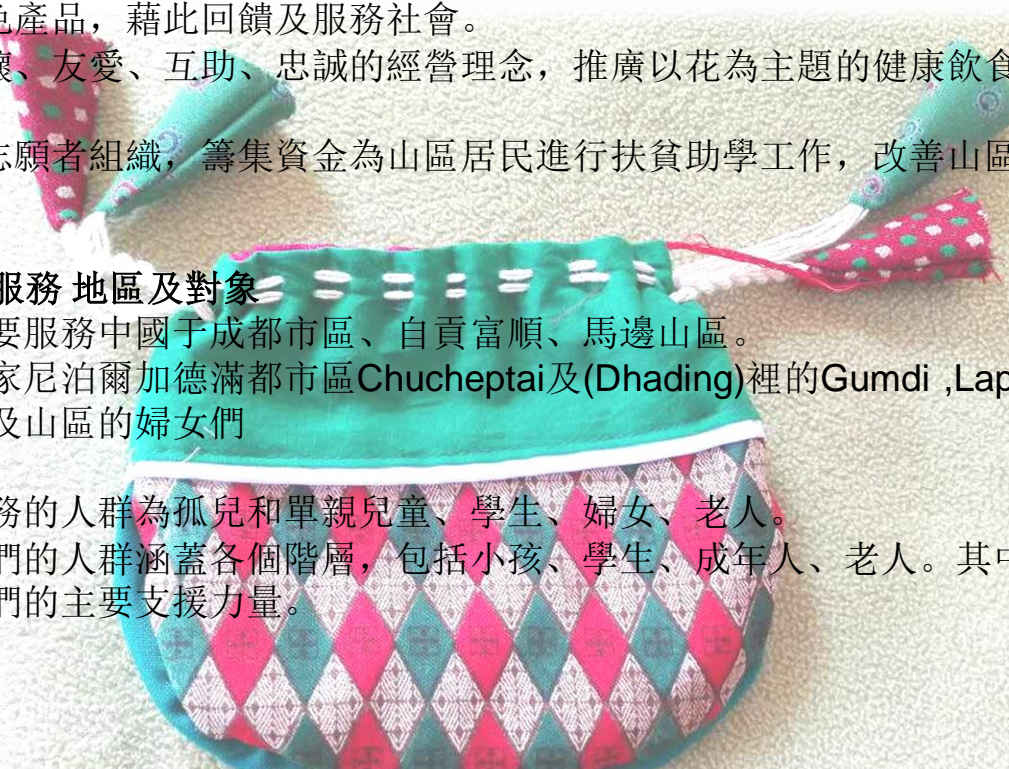 產品，藉此回饋及服務社會。
、友愛、互助、忠誠的經營理念，推廣以花為主題的健康飲食
志願者組織，籌集資金為山區居民進行扶貧助學工作，改善山區
服務 地區及對象
要服務中國于成都市區、自貢富順、馬邊山區。
家尼泊爾加德滿都市區Chucheptai及(Dhading)裡的Gumdi ,Lap
及山區的婦女們
務的人群為孤兒和單親兒童、學生、婦女、老人。
們的人群涵蓋各個階層，包括小孩、學生、成年人、老人。其中
們的主要支援力量。